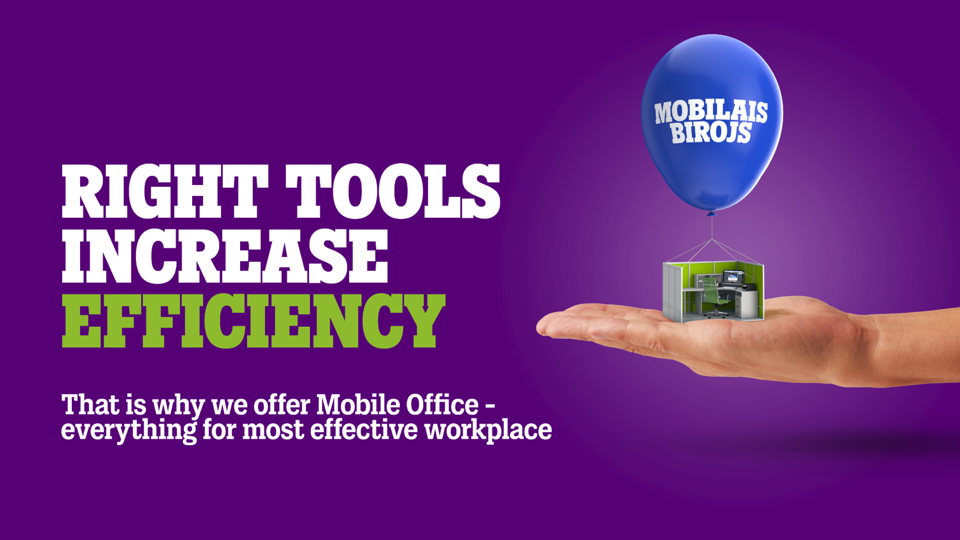 RIGHT TOOLS
INCREASE
EFFICIENCY
That is why we offer Mobile Office -
everything for most effective workplace
MOBILAIS
BIROJS